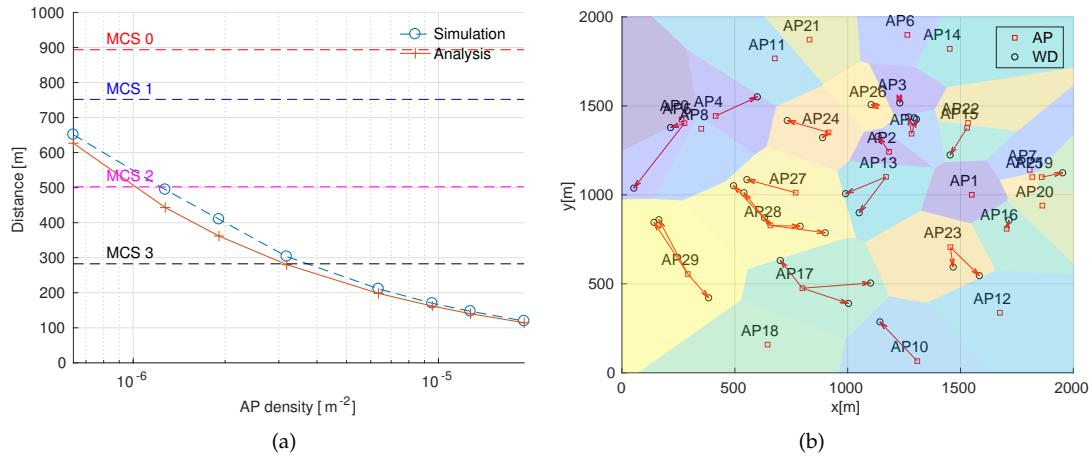 1000
900
800
700
600
500
400
300
200
100
0
Distance [m]
MCS 0
MCS 1
MCS 2
MCS 3
Simulation
Analysis
10^-6
10^-5
AP density [ m^-2]
(a)
2000
1500
1000
500
0
y[m]
AP21
AP6
AP14
AP11
AP
WD
AP4
AP8
AP26
AP3
AP24
AP22
AP15
AP2
AP13
AP7
AP27
AP1
AP20
AP28
AP16
AP23
AP29
AP17
AP12
AP18
AP10
0
500
1000
1500
2000
x[m]
(b)